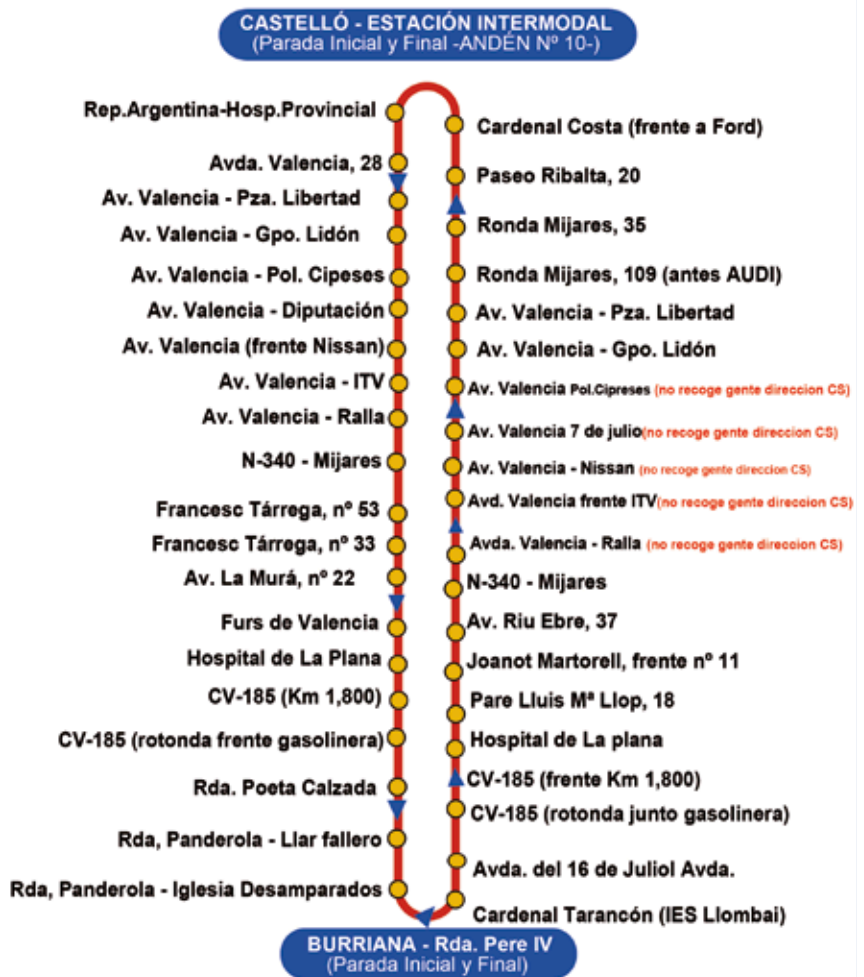 CASTELLÓ - ESTACIÓN INTERMODAL
(Parada Inicial y Final -ANDÉN Nº 10-)
Rep.Argentina-Hosp.Provincial
Avda. Valencia, 28
Av. Valencia - Pza. Libertad
Av. Valencia - Gpo. Lidón
Av. Valencia - Pol. Cipeses
Av. Valencia - Diputación
Av. Valencia (frente Nissan)
Av. Valencia - ITV
Av. Valencia - Ralla
N-340 - Mijares
Francesc Tárrega, nº 53
Francesc Tárrega, nº 33
Av. La Murá, nº 22
Furs de Valencia
Hospital de La Plana
CV-185 (Km 1,800)
CV-185 (rotonda frente gasolinera)
Rda. Poeta Calzada
Rda, Panderola - Llar fallero
Rda, Panderola - Iglesia Desamparados
Cardenal Costa (frente a Ford)
Paseo Ribalta, 20
Ronda Mijares, 35
Ronda Mijares, 109 (antes AUDI)
Av. Valencia - Pza. Libertad
Av. Valencia - Gpo. Lidón
Av. Valencia Pol.Cipreses (no recoge gente direccion CS)
Av. Valencia 7 de julio(no recoge gente direccion CS)
Av. Valencia - Nissan (no recoge gente direccion CS)
Avd. Valencia frente ITV(no recoge gente direccion CS)
Avda. Valencia - Ralla (no recoge gente direccion CS)
N-340 - Mijares
Av. Riu Ebre, 37
Joanot Martorell, frente nº 11
Pare Lluis Mª Llop, 18
Hospital de La plana
CV-185 (frente Km 1,800)
CV-185 (rotonda junto gasolinera)
Avda. del 16 de Juliol Avda.
Cardenal Tarancón (IES Llombai)
BURRIANA - Rda. Pere IV
(Parada Inicial y Final)